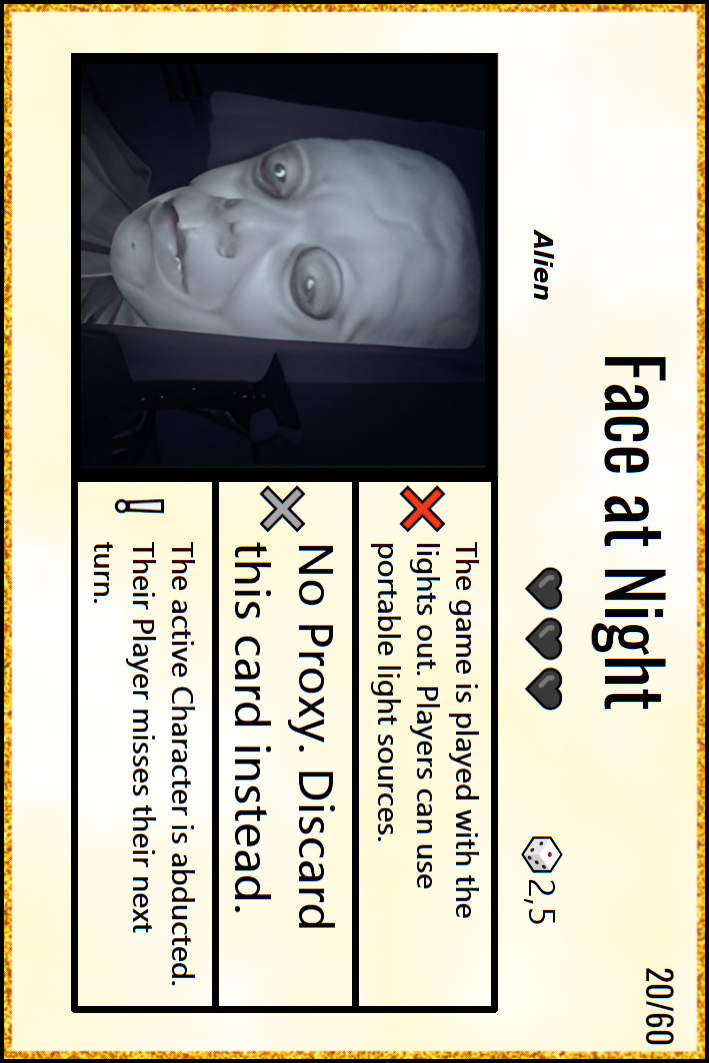 Face at Night
20/60
Alien
2,5
The game is played with the
lights out. Players can use
portable light sources.
No Proxy. Discard
this card instead.
The active Character is abducted.
Their Player misses their next
turn.